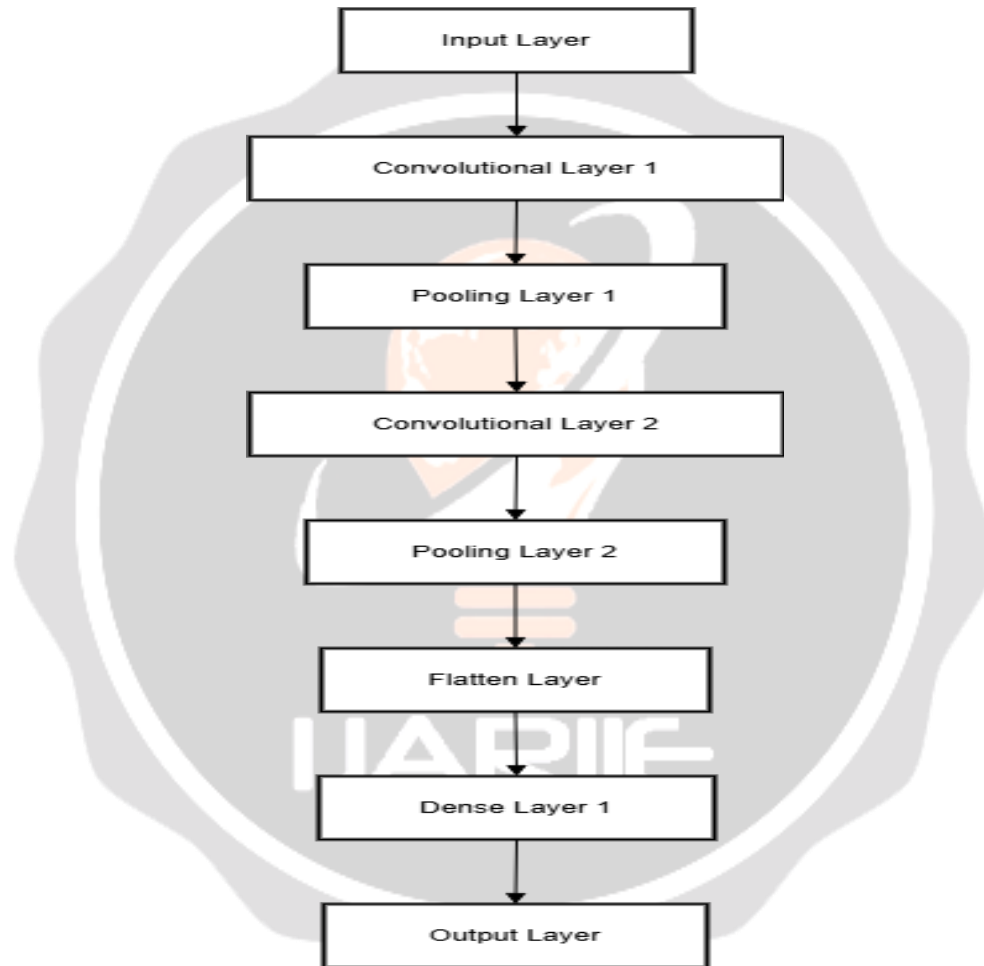 Input Layer
Convolutional Layer 1
Pooling Layer 1
Convolutional Layer 2
Pooling Layer 2
Flatten Layer
Dense Layer 1
Output Layer